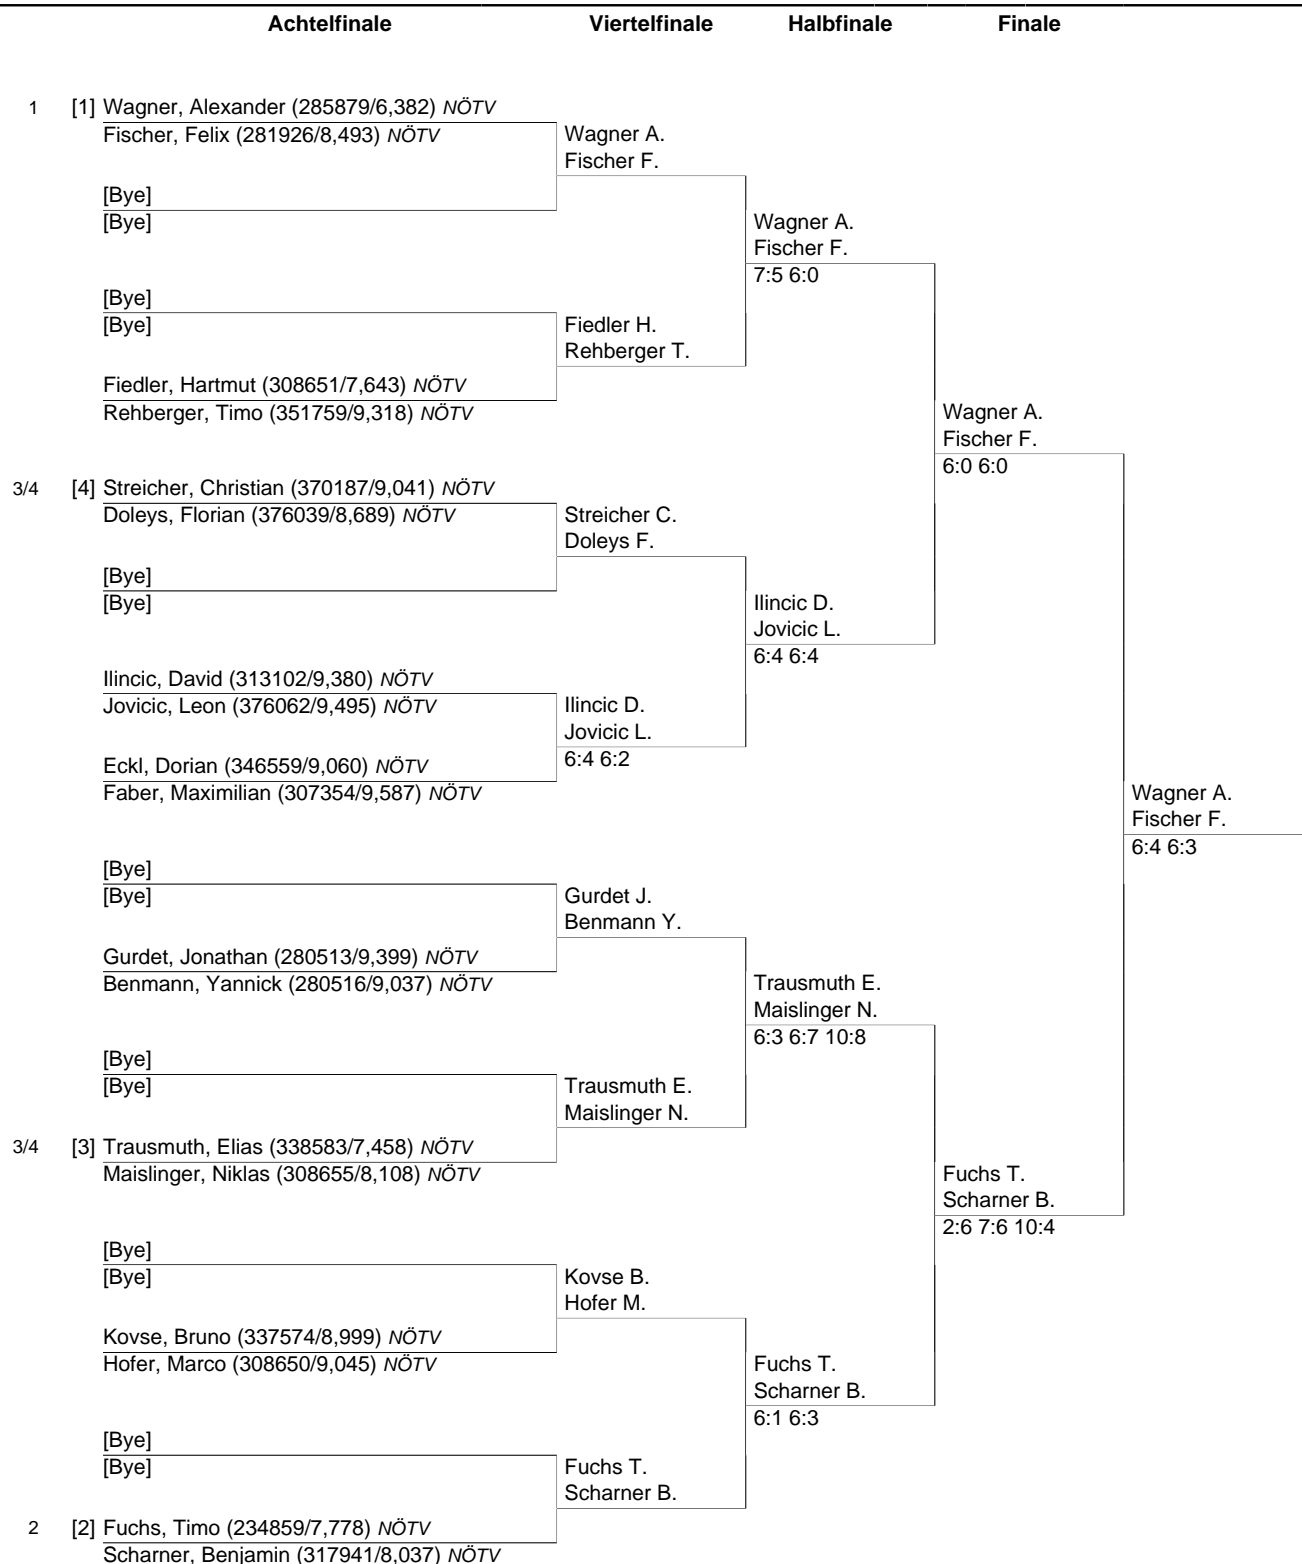 Achtelfinale Viertelfinale Halbfinale Finale
1 [1] Wagner, Alexander (285879/6,382) NÖTV
Fischer, Felix (281926/8,493) NÖTV
Wagner A.
Fischer F.
[Bye]
[Bye]
Wagner A.
Fischer F.
7:5 6:0
[Bye]
[Bye]
Fiedler H.
Rehberger T.
Fiedler, Hartmut (308651/7,643) NÖTV
Rehberger, Timo (351759/9,318) NÖTV
Wagner A.
Fischer F.
6:0 6:0
3/4 [4] Streicher, Christian (370187/9,041) NÖTV
Doleys, Florian (376039/8,689) NÖTV
Streicher C.
Doleys F.
[Bye]
[Bye]
Ilincic D.
Jovicic L.
6:4 6:4
Ilincic, David (313102/9,380) NÖTV
Jovicic, Leon (376062/9,495) NÖTV
Ilincic D.
Jovicic L.
6:4 6:2
Eckl, Dorian (346559/9,060) NÖTV
Faber, Maximilian (307354/9,587) NÖTV
Wagner A.
Fischer F.
6:4 6:3
[Bye]
[Bye]
Gurdet J.
Benmann Y.
Gurdet, Jonathan (280513/9,399) NÖTV
Benmann, Yannick (280516/9,037) NÖTV
Trausmuth E.
Maislinger N.
6:3 6:7 10:8
[Bye]
[Bye]
Trausmuth E.
Maislinger N.
3/4 [3] Trausmuth, Elias (338583/7,458) NÖTV
Maislinger, Niklas (308655/8,108) NÖTV
Fuchs T.
Scharner B.
2:6 7:6 10:4
[Bye]
[Bye]
Kovse B.
Hofer M.
Kovse, Bruno (337574/8,999) NÖTV
Hofer, Marco (308650/9,045) NÖTV
Fuchs T.
Scharner B.
6:1 6:3
[Bye]
[Bye]
Fuchs T.
Scharner B.
2 [2] Fuchs, Timo (234859/7,778) NÖTV
Scharner, Benjamin (317941/8,037) NÖTV